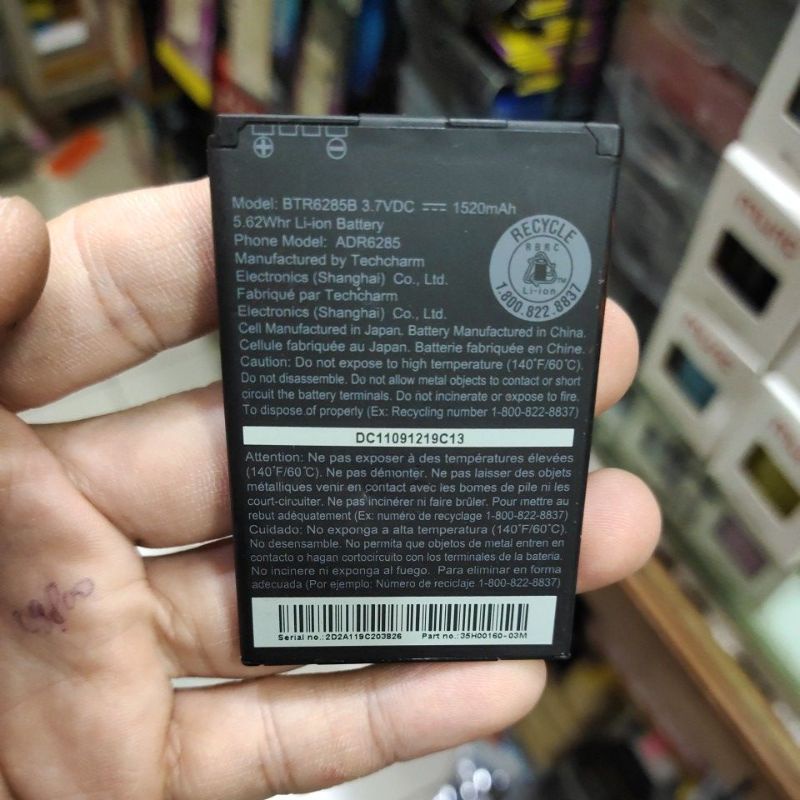 Model: BTR6285B 3.7VDC 1520mAh
5.62Whr Li-ion Battery
Phone Model: ADR6285
Manufactured by Techcharm
Electronics (Shanghai) Co., Ltd.
Fabriqué par Techcharm
Electronics (Shanghai) Co., Ltd.
RECYCLE
RBRC
Li-ion
1.800.822.8837
Cell Manufactured in Japan. Battery Manufactured in China.
Cellule fabriquée au Japan. Batterie fabriquée en Chine.
Caution: Do not expose to high temperature (140°F/60°C).
Do not disassemble. Do not allow metal objects to contact or short
circuit the battery terminals. Do not incinerate or expose to fire.
To dispose of properly (Ex: Recycling number 1-800-822-8837)
DC11091219C13
Attention: Ne pas exposer à des températures élevées
(140°F/60°C). Ne pas démonter. Ne pas laisser des objets
métalliques venir en contact avec les bornes de pile ni les
court-circuiter. Ne pas incinérer ni faire brûler. Pour mettre au
rebut adéquatement (Ex: numéro de recyclage 1-800-822-8837)
Cuidado: No exponga a alta temperatura (140°F/60°C).
No desensamble. No permita que objetos de metal entren en
contacto o hagan cortocircuito con los terminales de la batería.
No incinere ni exponga al fuego. Para eliminar en forma
adecuada (Por ejemplo: Número de reciclaje 1-800-822-8837)
Serial no.:2D2A119C203B26 Part no.:35H00160-03M